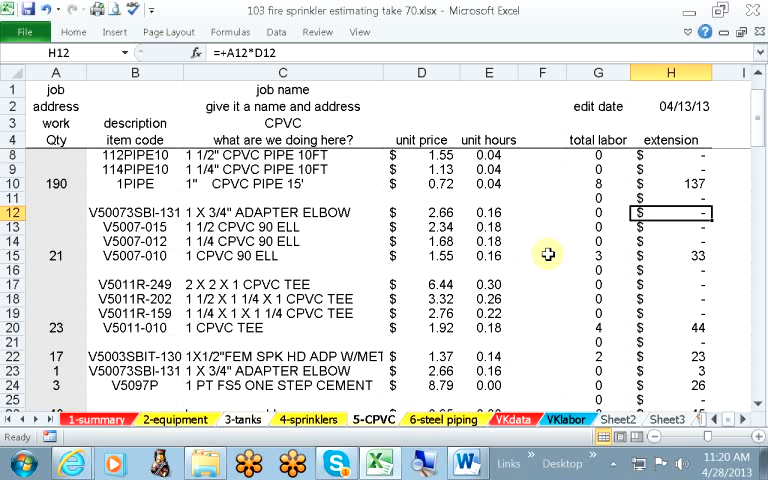 103 fire sprinkler estimating take 70.xlsx - Microsoft Excel
File Home Insert Page Layout Formulas Data Review View
H12 fx =+A12*D12
A B C D E F G H I
1 job job name
2 address give it a name and address edit date 04/13/13
3 work description CPVC
4 Qty item code what are we doing here? unit price unit hours total labor extension
8 112PIPE10 1 1/2" CPVC PIPE 10FT $ 1.55 0.04 0 $ -
9 114PIPE10 1 1/4" CPVC PIPE 10FT $ 1.13 0.04 0 $ -
10 190 1PIPE 1" CPVC PIPE 15' $ 0.72 0.04 8 $ 137
11 0 $ -
12 V50073SBI-131 1 X 3/4" ADAPTER ELBOW $ 2.66 0.16 0 $ -
13 V5007-015 1 1/2 CPVC 90 ELL $ 2.34 0.18 0 $ -
14 V5007-012 1 1/4 CPVC 90 ELL $ 1.68 0.18 0 $ -
15 21 V5007-010 1 CPVC 90 ELL $ 1.55 0.16 3 $ 33
16 0 $ -
17 V5011R-249 2 X 2 X 1 CPVC TEE $ 6.44 0.30 0 $ -
18 V5011R-202 1 1/2 X 1 1/4 X 1 CPVC TEE $ 3.32 0.26 0 $ -
19 V5011R-159 1 1/4 X 1 X 1 1/4 CPVC TEE $ 2.76 0.22 0 $ -
20 23 V5011-010 1 CPVC TEE $ 1.92 0.18 4 $ 44
21 0 $ -
22 17 V5003SBIT-130 1X1/2"FEM SPK HD ADP W/MET $ 1.37 0.14 2 $ 23
23 1 V50073SBI-131 1 X 3/4" ADAPTER ELBOW $ 2.66 0.16 0 $ 3
24 3 V5097P 1 PT FS5 ONE STEP CEMENT $ 8.79 0.00 0 $ 26
25 0 $ -
1-summary 2-equipment 3-tanks 4-sprinklers 5-CPVC 6-steel piping VKdata VKlabor Sheet2 Sheet3
Ready
Links Desktop 11:20 AM
4/28/2013